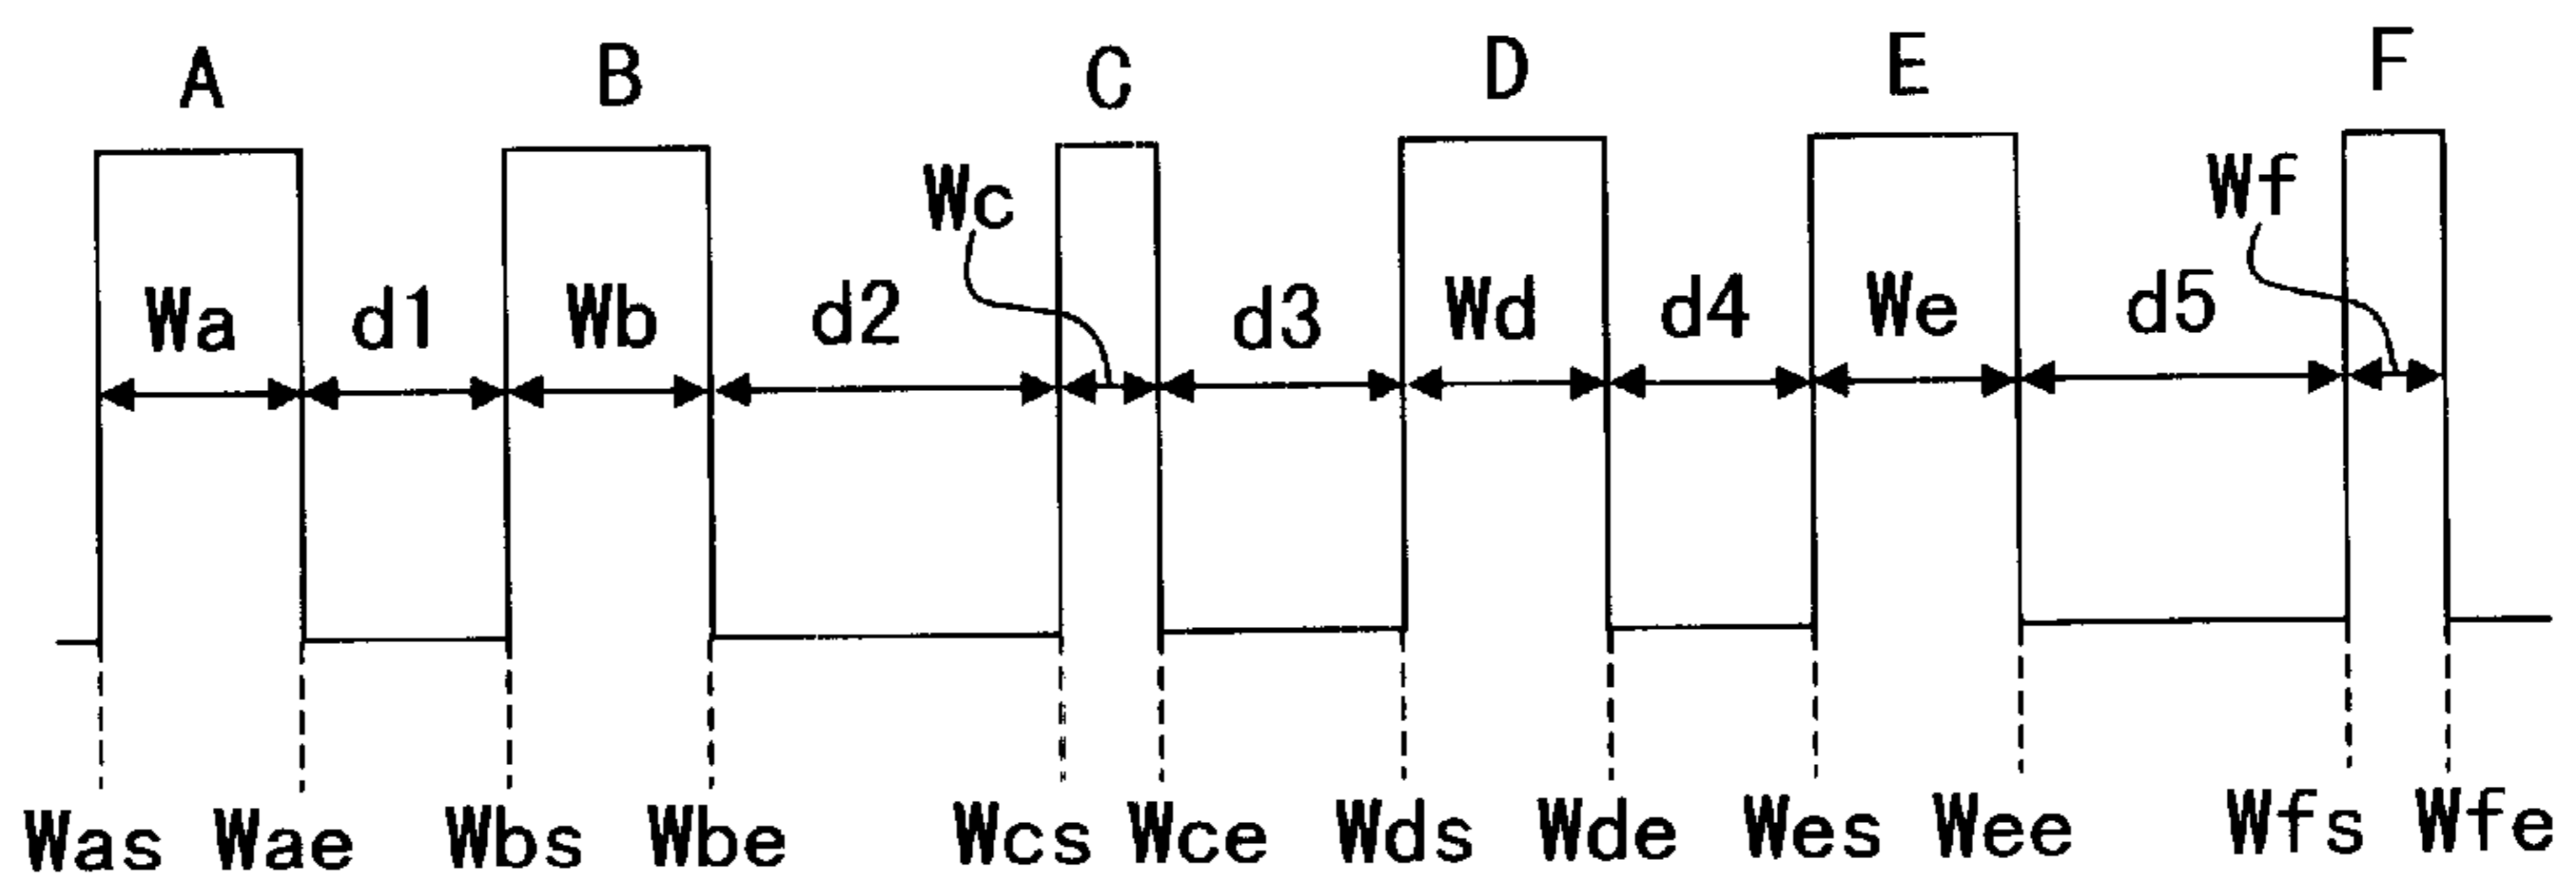 A B C D E F
Wc Wf
Wa d1 Wb d2 d3 Wd d4 We d5
Was Wae Wbs Wbe Wcs Wce Wds Wde Wes Wee Wfs Wfe